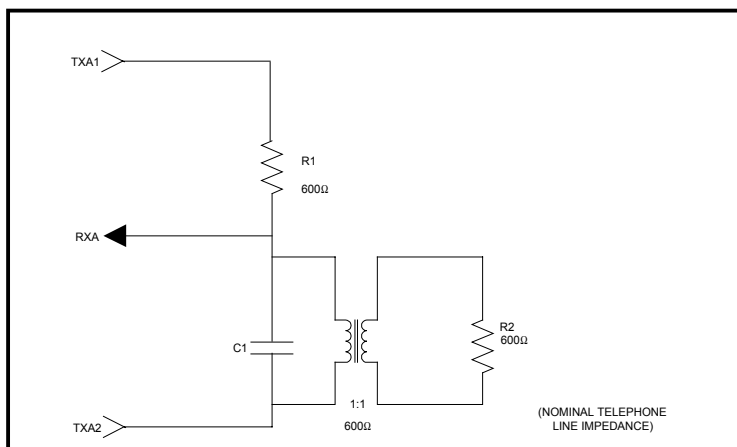 TXA1
R1
600Ω
RXA
R2
600Ω
C1
1:1
600Ω
TXA2
(NOMINAL TELEPHONE
LINE IMPEDANCE)